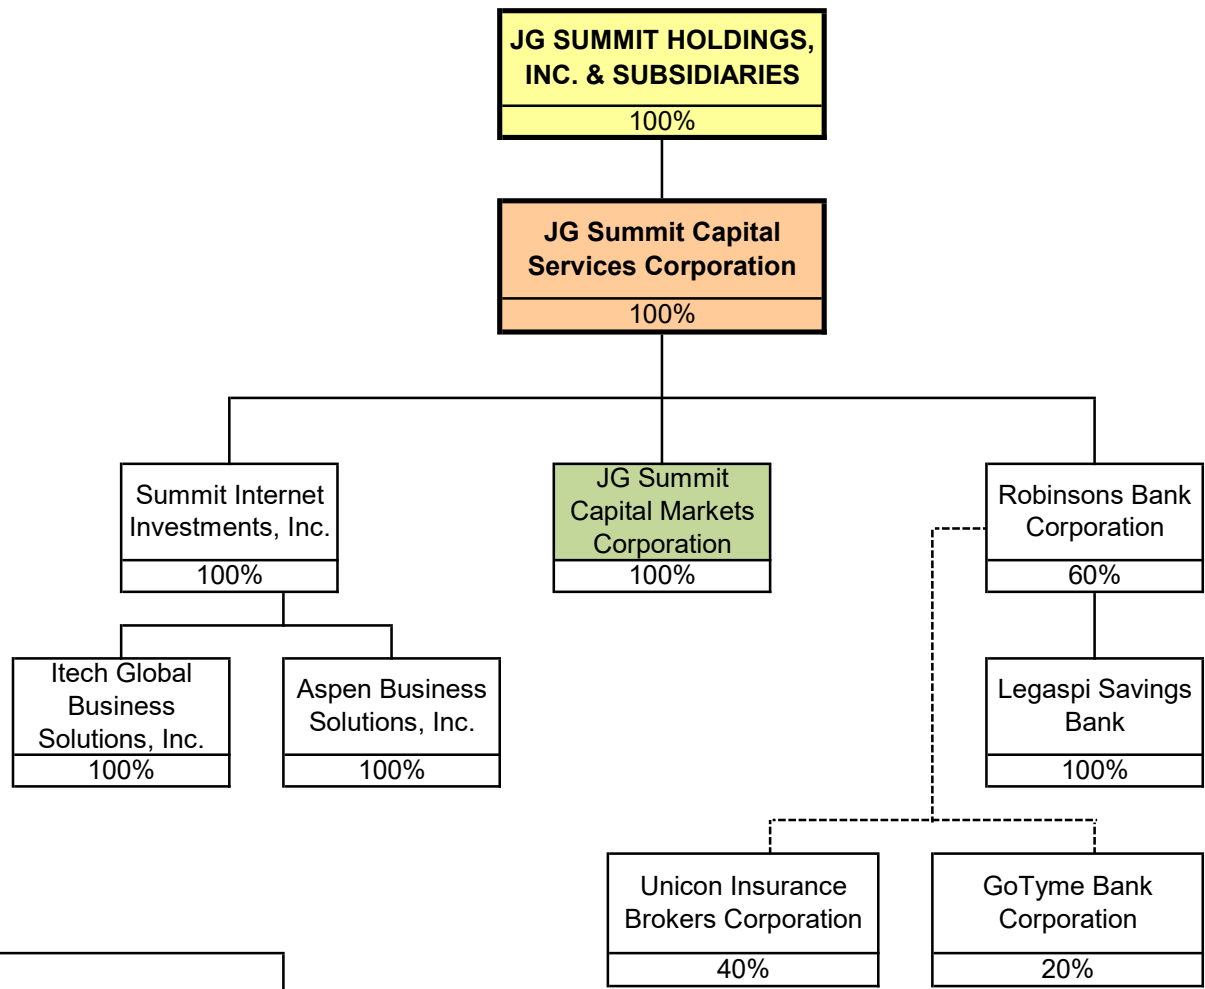 JG SUMMIT HOLDINGS,
INC. & SUBSIDIARIES
100%
JG Summit Capital
Services Corporation
100%
Summit Internet
Investments, Inc.
100%
JG Summit
Capital Markets
Corporation
100%
Robinsons Bank
Corporation
60%
Itech Global
Business
Solutions, Inc.
100%
Aspen Business
Solutions, Inc.
100%
Legaspi Savings
Bank
100%
Unicon Insurance
Brokers Corporation
40%
GoTyme Bank
Corporation
20%